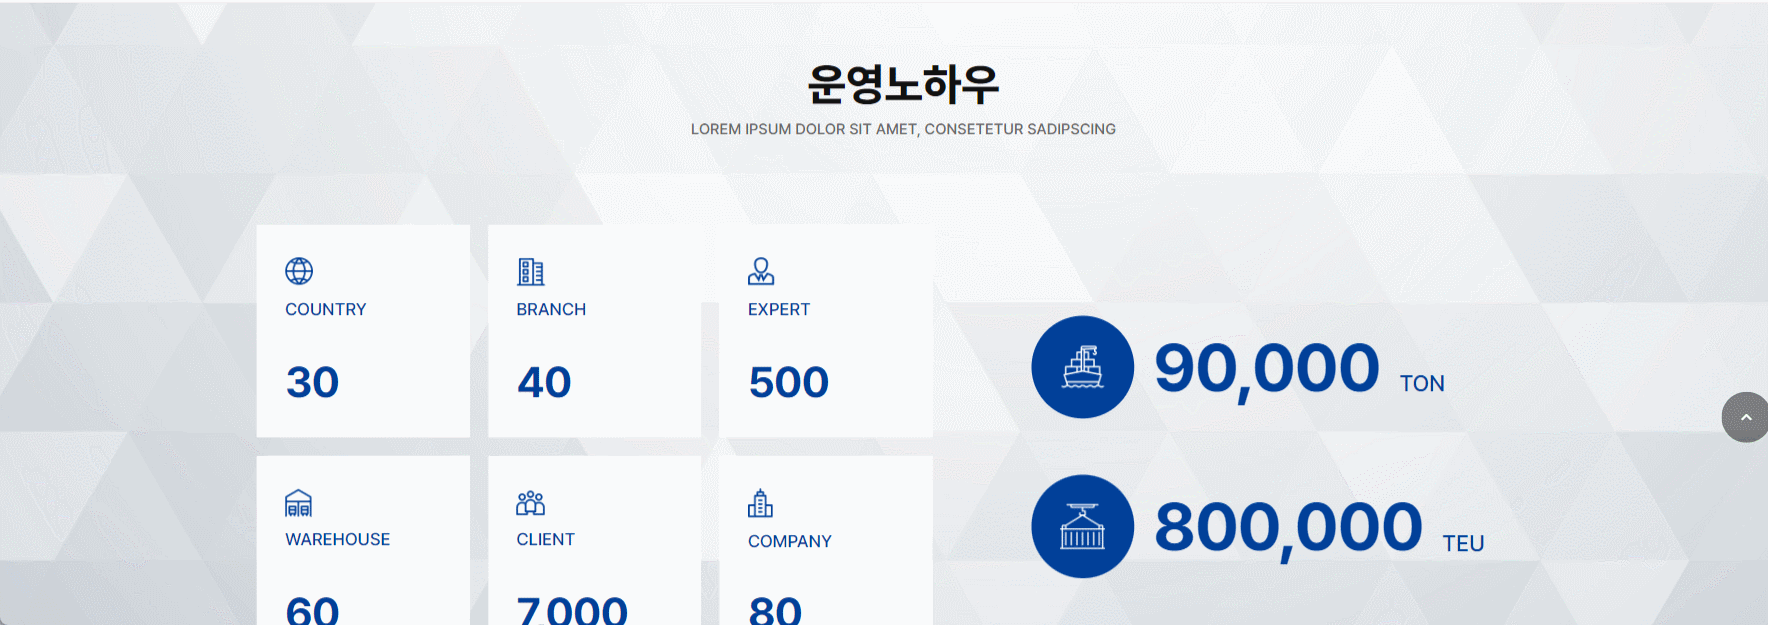 운영노하우
LOREM IPSUM DOLOR SIT AMET, CONSETETUR SADIPSCING
COUNTRY
30
BRANCH
40
EXPERT
500
WAREHOUSE
60
CLIENT
7,000
COMPANY
80
90,000 TON
800,000 TEU